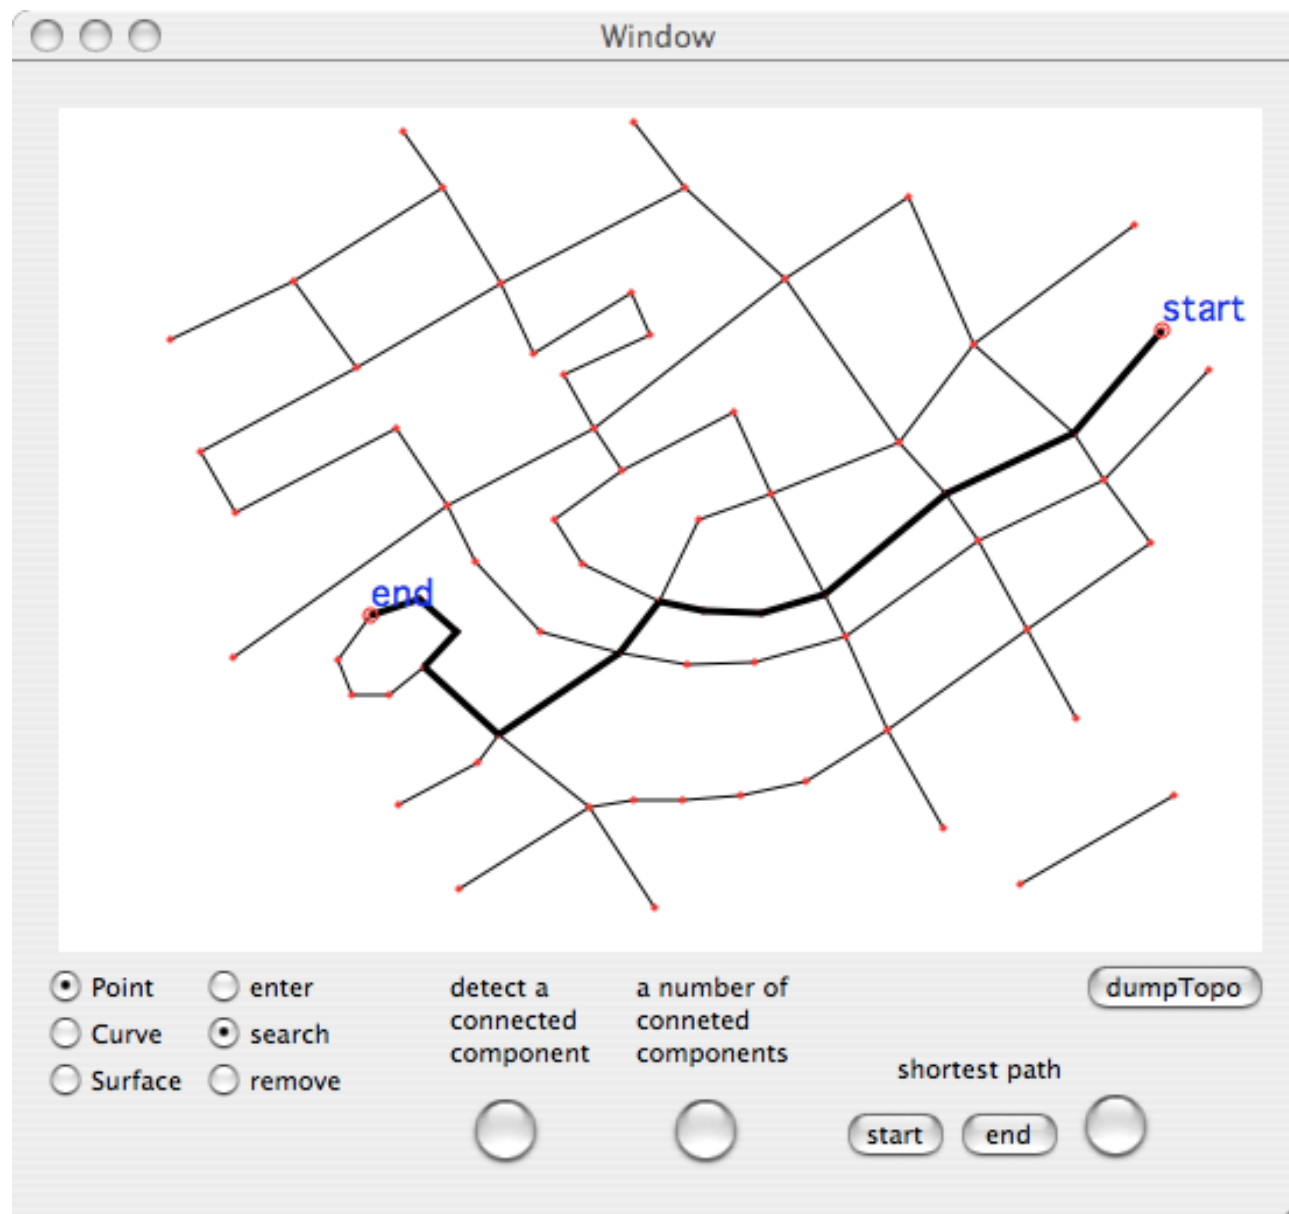 Window
start
end
Point
enter
detect a
connected
component
a number of
conneted
components
dumpTopo
Curve
search
Surface
remove
shortest path
start
end